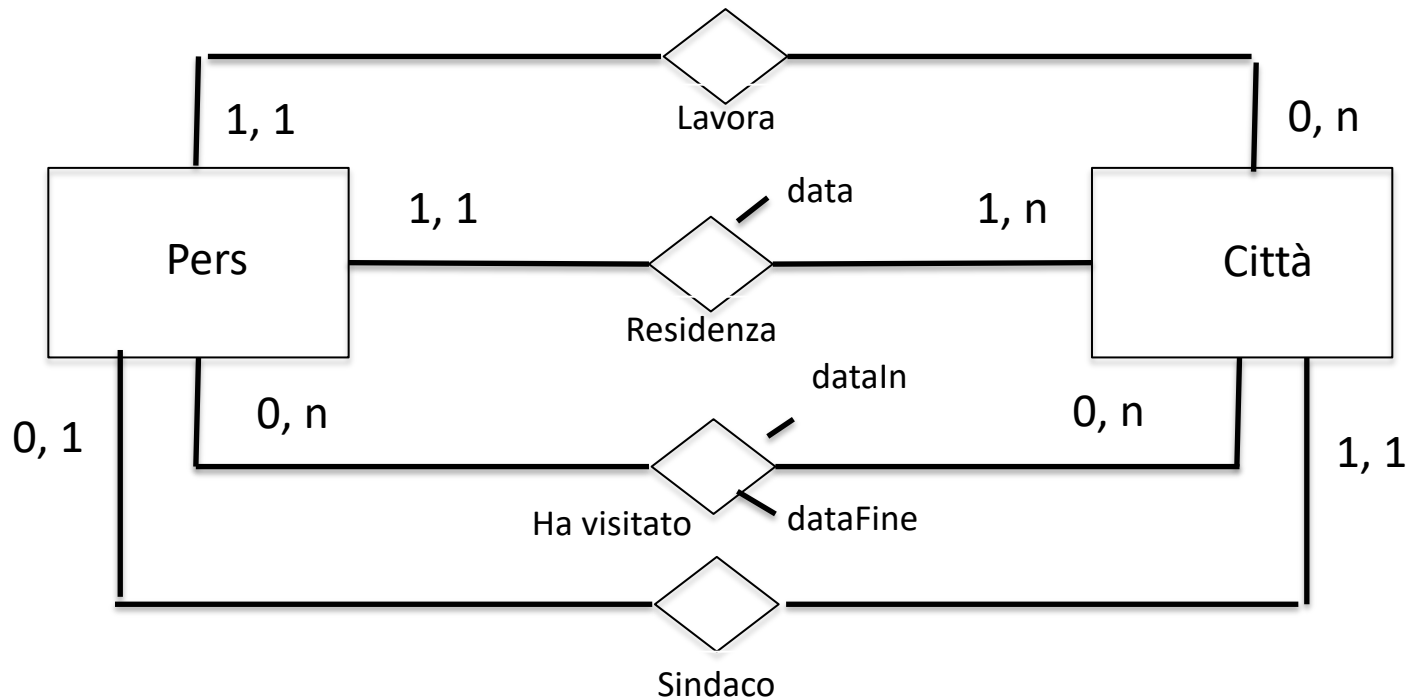 Lavora
1, 1
0, n
data
1, 1
1, n
Pers
Città
Residenza
dataIn
0, n
0, n
0, 1
1, 1
Ha visitato
dataFine
Sindaco